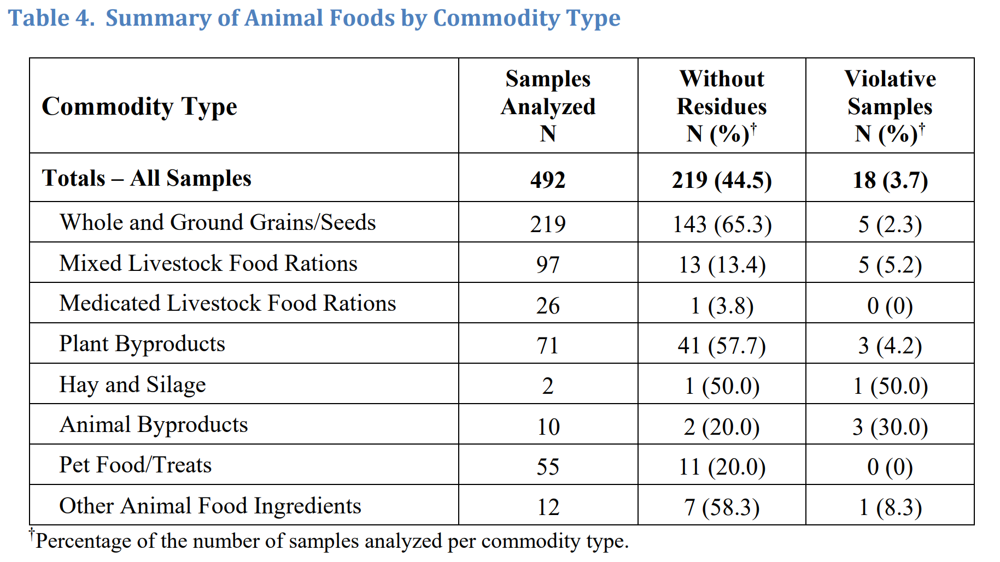 Table 4. Summary of Animal Foods by Commodity Type
Commodity Type
Samples
Analyzed
N
Without
Residues
N (%)†
Violative
Samples
N (%)†
Totals – All Samples 492 219 (44.5) 18 (3.7)
Whole and Ground Grains/Seeds 219 143 (65.3) 5 (2.3)
Mixed Livestock Food Rations 97 13 (13.4) 5 (5.2)
Medicated Livestock Food Rations 26 1 (3.8) 0 (0)
Plant Byproducts 71 41 (57.7) 3 (4.2)
Hay and Silage 2 1 (50.0) 1 (50.0)
Animal Byproducts 10 2 (20.0) 3 (30.0)
Pet Food/Treats 55 11 (20.0) 0 (0)
Other Animal Food Ingredients 12 7 (58.3) 1 (8.3)
†Percentage of the number of samples analyzed per commodity type.